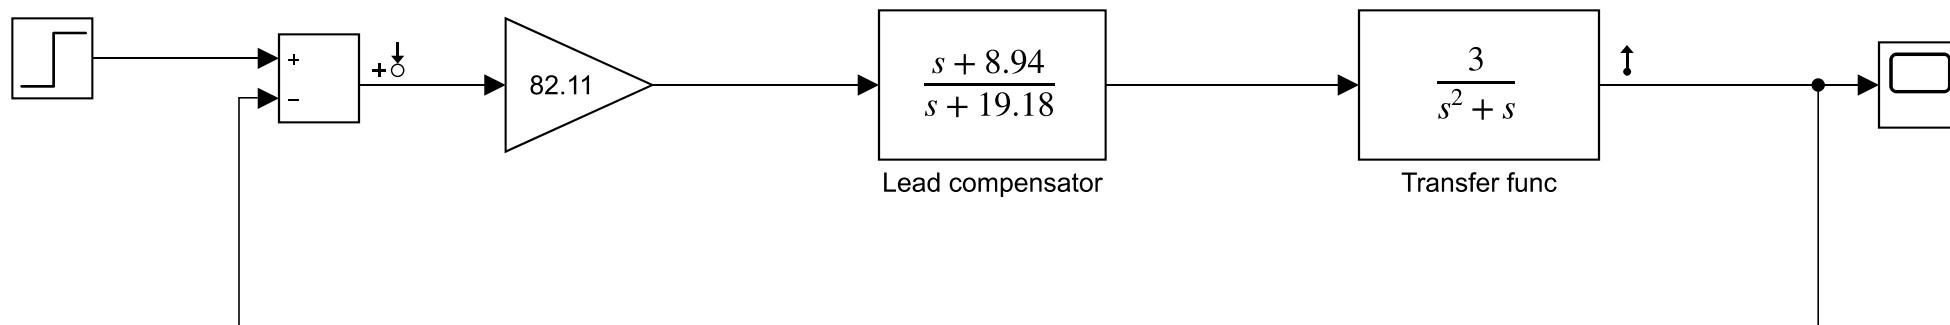 +
−
+
82.11
s + 8.94
s + 19.18
Lead compensator
3
s² + s
Transfer func